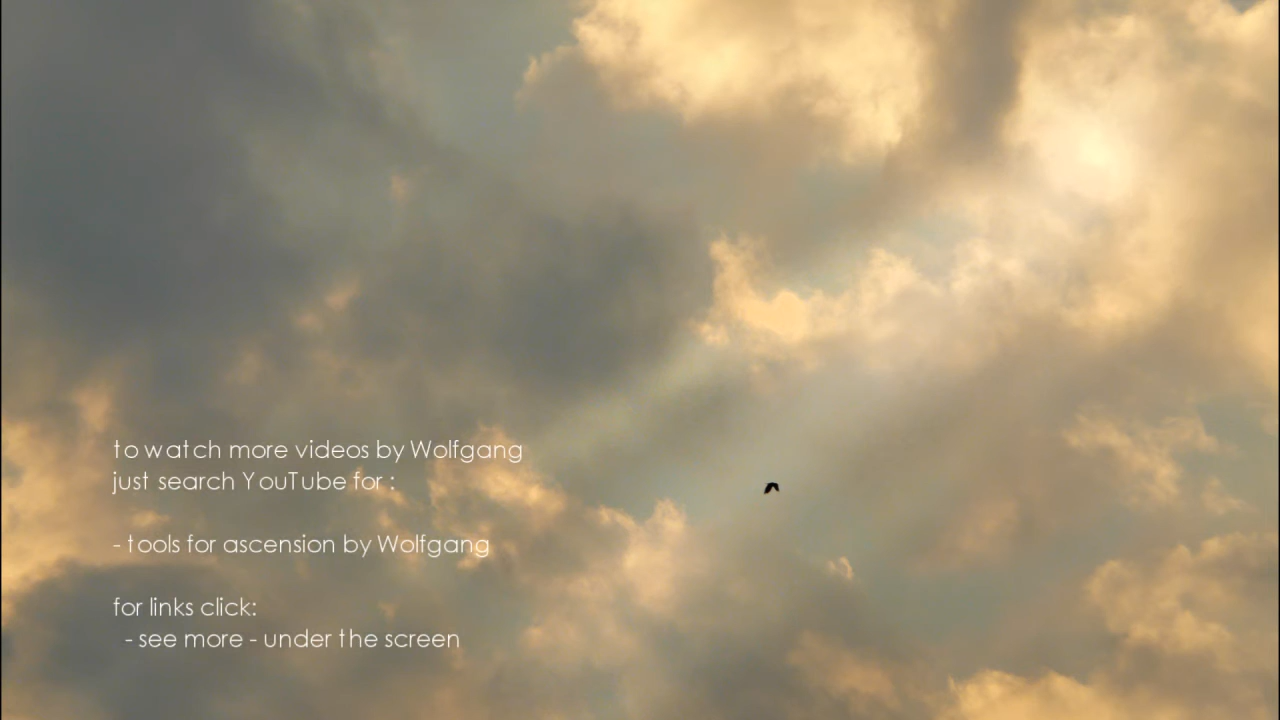 to watch more videos by Wolfgang
just search YouTube for :
- tools for ascension by Wolfgang
for links click:
- see more - under the screen